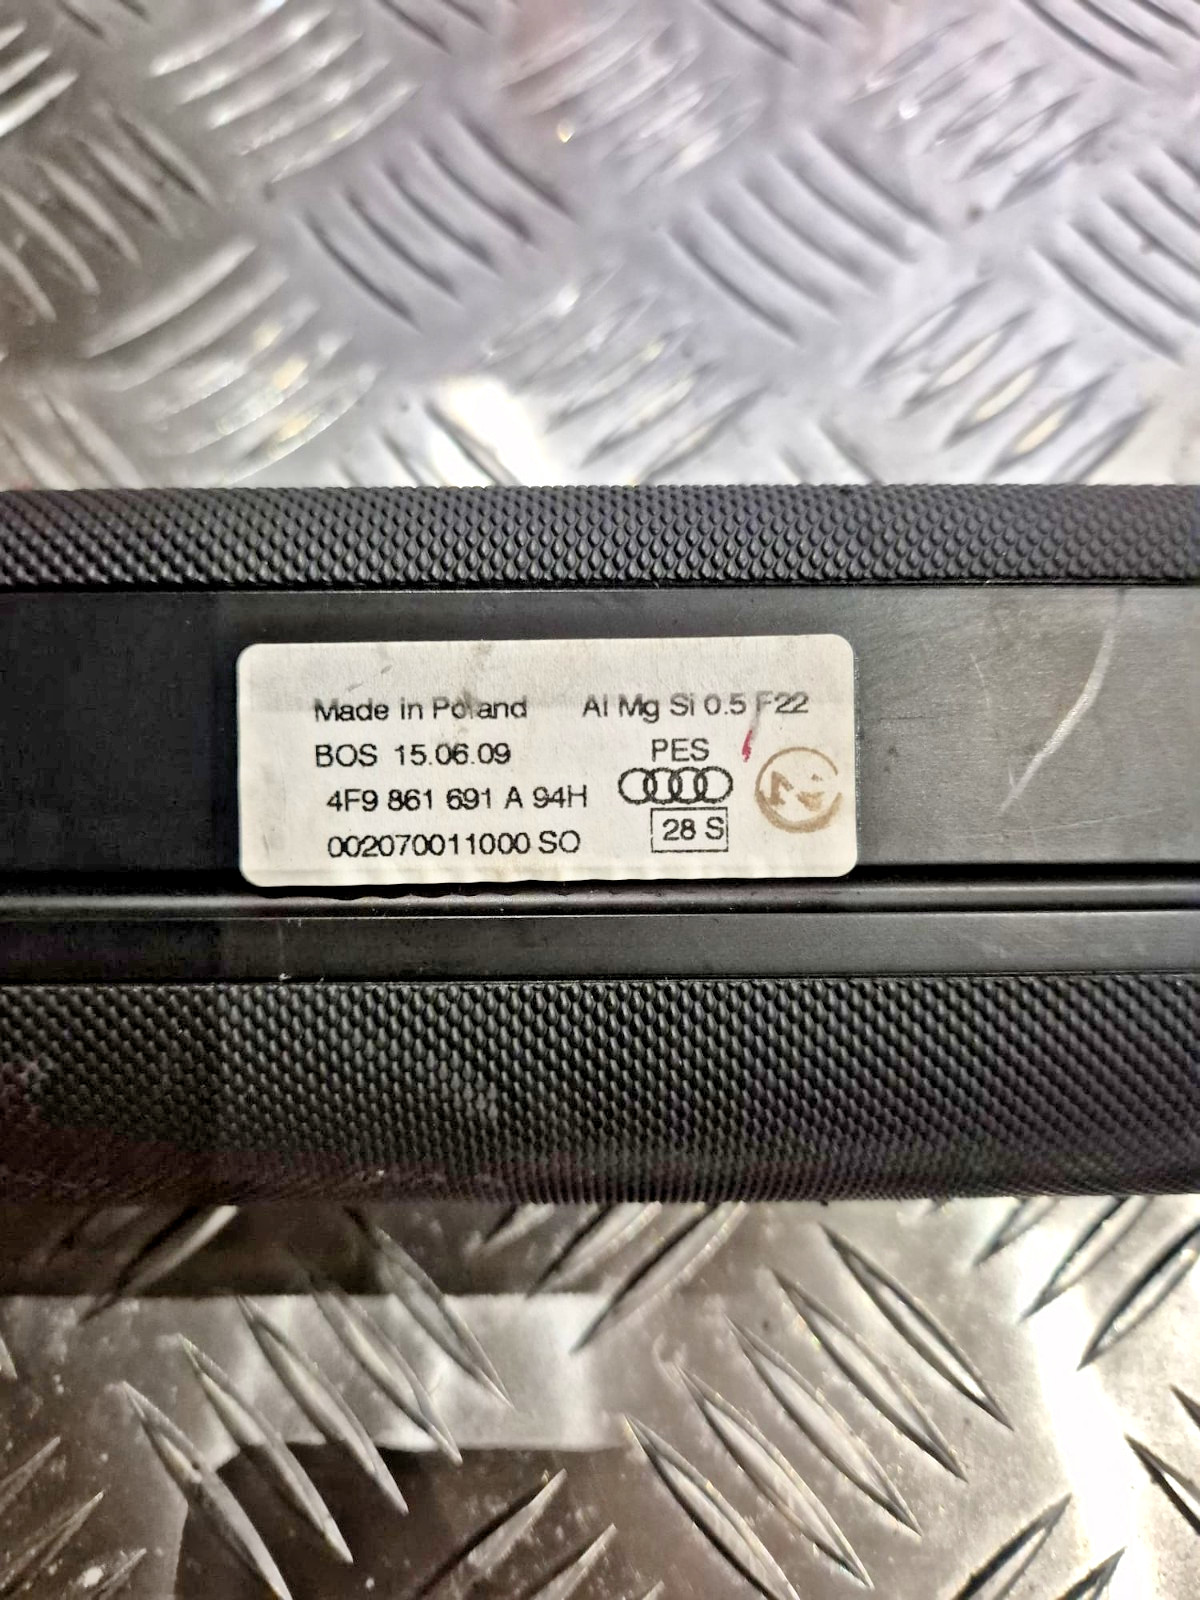 Made in Poland Al Mg Si 0.5 F22
BOS 15.06.09 PES
4F9 861 691 A 94H
002070011000 SO 28 S